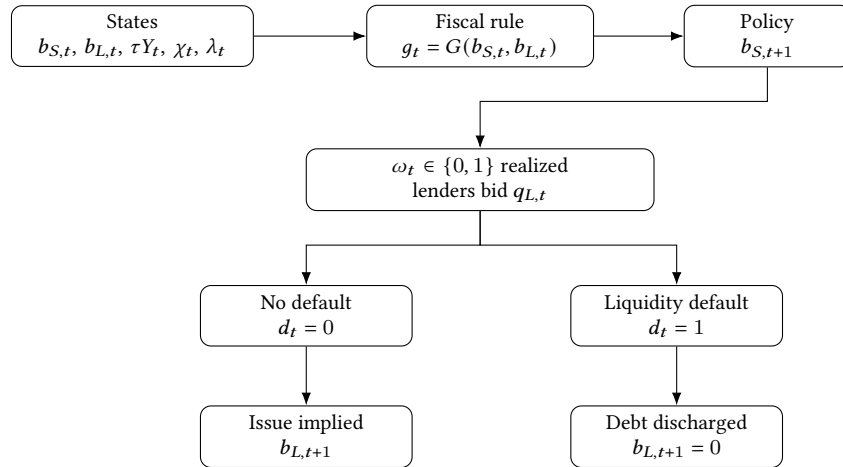 States
b_{S,t}, b_{L,t}, τY_t, χ_t, λ_t
Fiscal rule
g_t = G(b_{S,t}, b_{L,t})
Policy
b_{S,t+1}
ω_t ∈ {0, 1} realized
lenders bid q_{L,t}
No default
d_t = 0
Liquidity default
d_t = 1
Issue implied
b_{L,t+1}
Debt discharged
b_{L,t+1} = 0